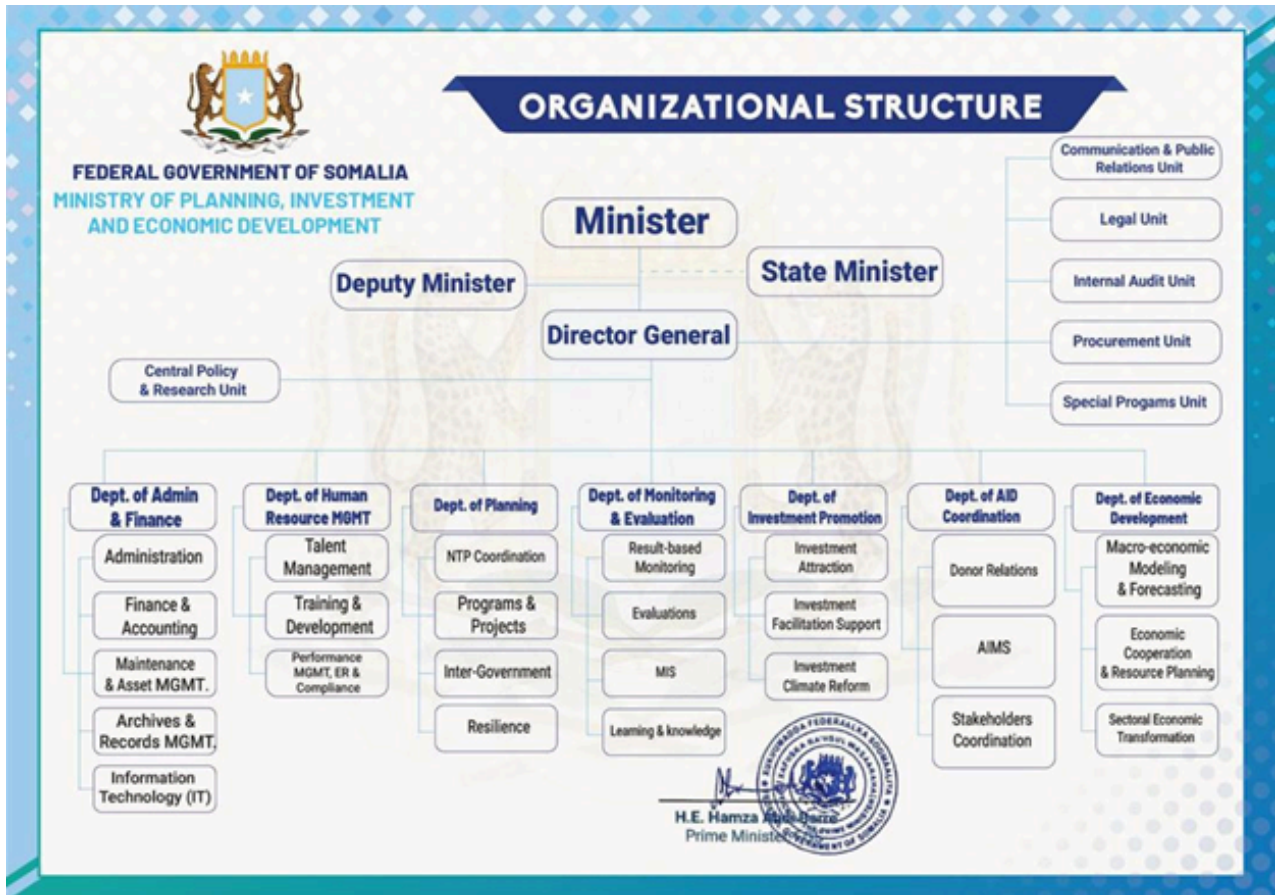 ORGANIZATIONAL STRUCTURE
FEDERAL GOVERNMENT OF SOMALIA
MINISTRY OF PLANNING, INVESTMENT
AND ECONOMIC DEVELOPMENT
Communication & Public
Relations Unit
Legal Unit
Internal Audit Unit
Procurement Unit
Special Progams Unit
Minister
Deputy Minister
State Minister
Director General
Central Policy
& Research Unit
Dept. of Admin
& Finance
Administration
Finance &
Accounting
Maintenance
& Asset MGMT.
Archives &
Records MGMT.
Information
Technology (IT)
Dept. of Human
Resource MGMT
Talent
Management
Training &
Development
Performance
MGMT, ER &
Compliance
Dept. of Planning
NTP Coordination
Programs &
Projects
Inter-Government
Resilience
Dept. of Monitoring
& Evaluation
Result-based
Monitoring
Evaluations
MIS
Learning & knowledge
Dept. of
Investment Promotion
Investment
Attraction
Investment
Facilitation Support
Investment
Climate Reform
Dept. of AID
Coordination
Donor Relations
AIMS
Stakeholders
Coordination
Dept. of Economic
Development
Macro-economic
Modeling
& Forecasting
Economic
Cooperation
& Resource Planning
Sectoral Economic
Transformation
H.E. Hamza Abdi Barre
Prime Minister